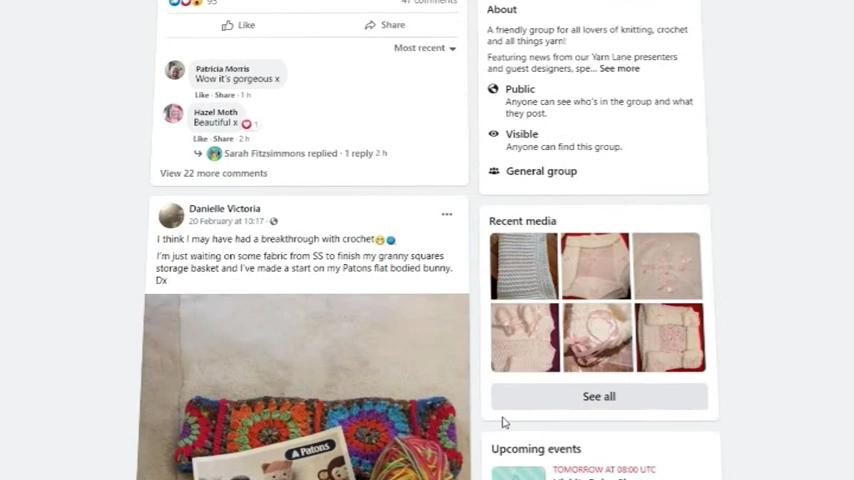 95
47 comments
Like
Share
Most recent
Patricia Morris
Wow it's gorgeous x
Like · Share · 1 h
Hazel Moth
Beautiful x
1
Like · Share · 2 h
Sarah Fitzsimmons replied · 1 reply 2 h
View 22 more comments
Danielle Victoria
20 February at 10:17 ·
I think I may have had a breakthrough with crochet
I'm just waiting on some fabric from SS to finish my granny squares
storage basket and I've made a start on my Patons flat bodied bunny.
Dx
Patons
About
A friendly group for all lovers of knitting, crochet
and all things yarn!
Featuring news from our Yarn Lane presenters
and guest designers, spe... See more
Public
Anyone can see who's in the group and what
they post.
Visible
Anyone can find this group.
General group
Recent media
See all
Upcoming events
TOMORROW AT 08:00 UTC